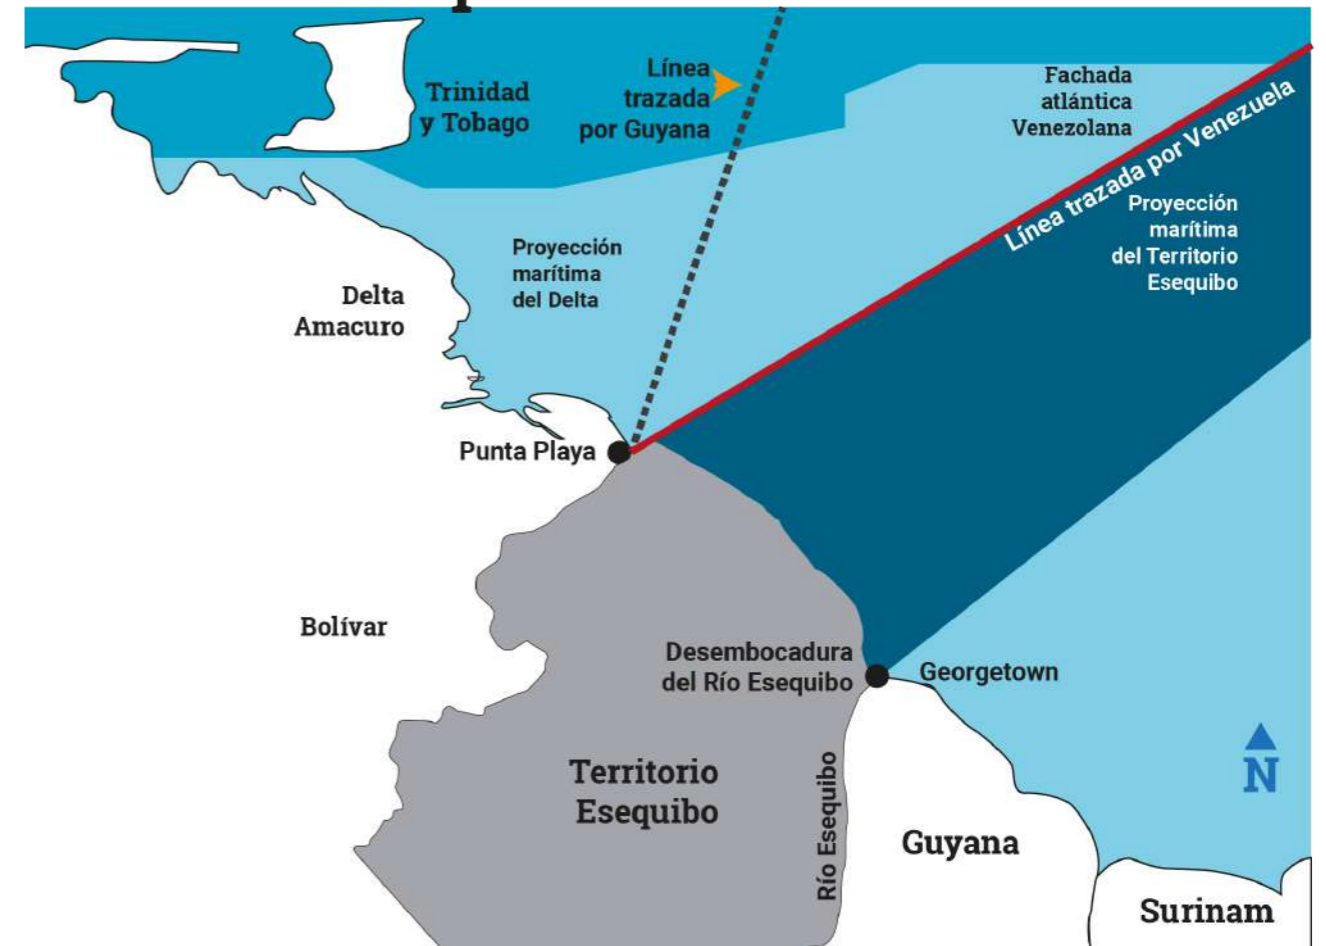 Trinidad
y Tobago
Línea
trazada
por Guyana
Fachada
atlántica
Venezolana
Línea trazada por Venezuela
Proyección
marítima
del Territorio
Esequibo
Proyección
marítima
del Delta
Delta
Amacuro
Punta Playa
Bolívar
Desembocadura
del Río Esequibo
Georgetown
Territorio
Esequibo
Río Esequibo
Guyana
N
Surinam